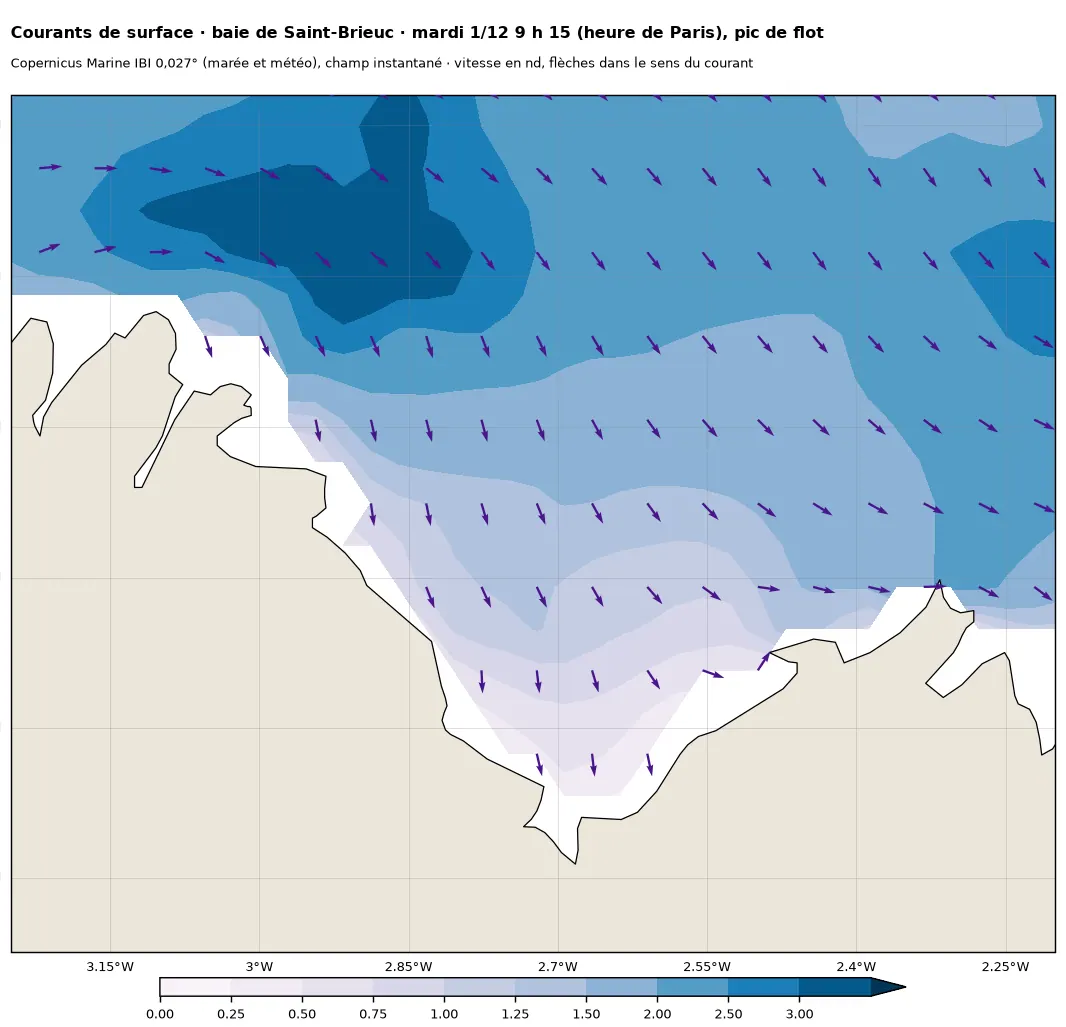 Courants de surface · baie de Saint-Brieuc · mardi 1/12 9 h 15 (heure de Paris), pic de flot
Copernicus Marine IBI 0,027° (marée et météo), champ instantané · vitesse en nd, flèches dans le sens du courant
3.15°W 3°W 2.85°W 2.7°W 2.55°W 2.4°W 2.25°W
0.00 0.25 0.50 0.75 1.00 1.25 1.50 2.00 2.50 3.00